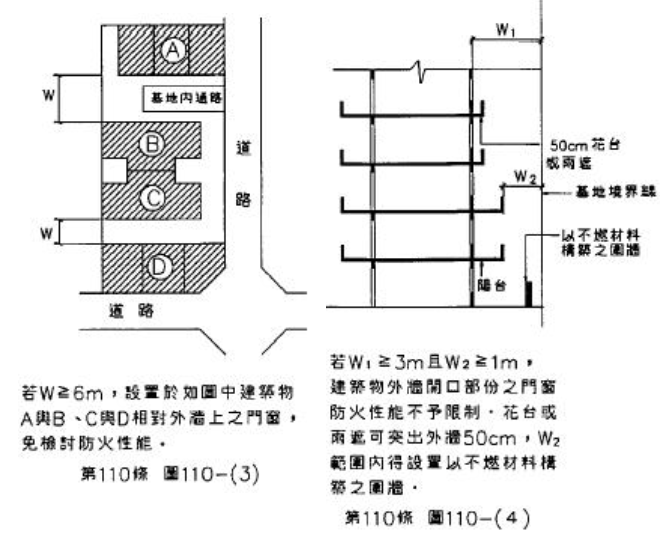 A
W
基地內通路
B
道
路
C
W
D
道 路
若W≧6m，設置於如圖中建築物
A與B、C與D相對外牆上之門窗，
免檢討防火性能。
第110條 圖110-(3)
W1
50cm 花台
或雨遮
W2
基地境界線
以不燃材料
構築之圍牆
陽台
若W1≧3m且W2≧1m，
建築物外牆開口部份之門窗
防火性能不予限制．花台或
雨遮可突出外牆50cm，W2
範圍內得設置以不燃材料構
築之圍牆．
第110條 圖110-(4)